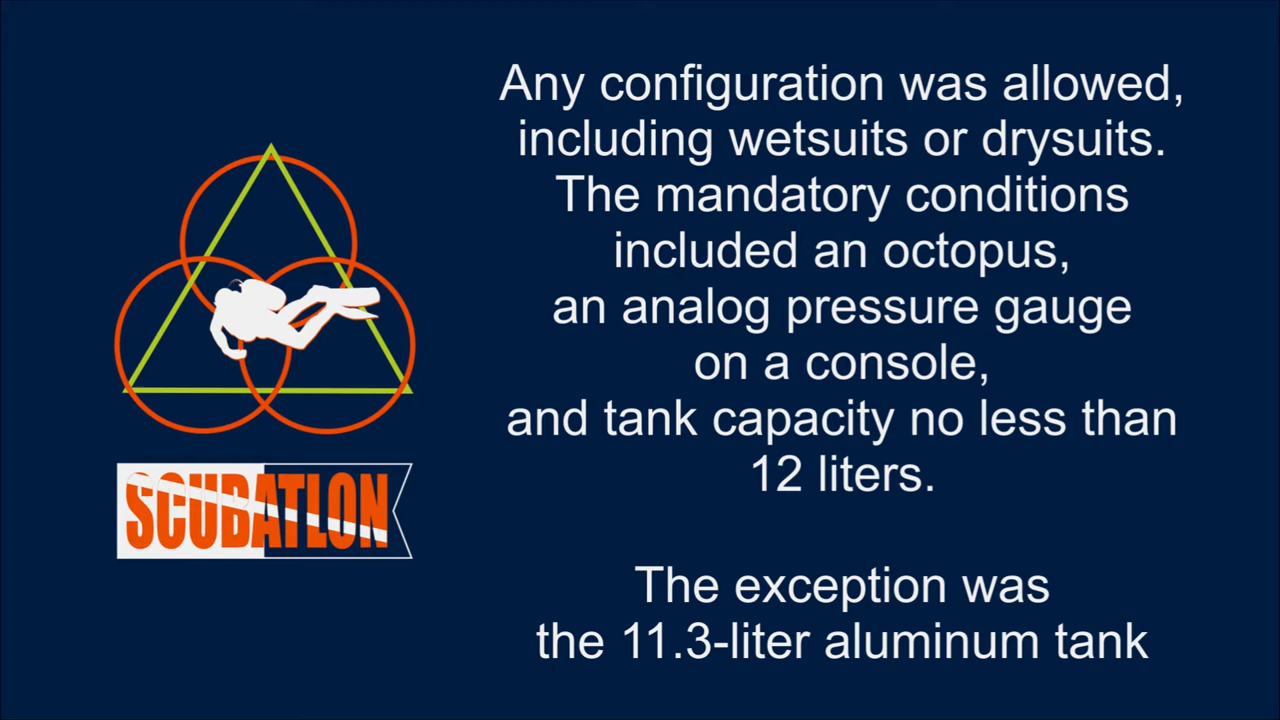 Any configuration was allowed,
including wetsuits or drysuits.
The mandatory conditions
included an octopus,
an analog pressure gauge
on a console,
and tank capacity no less than
12 liters.
The exception was
the 11.3-liter aluminum tank
SCUBATLON